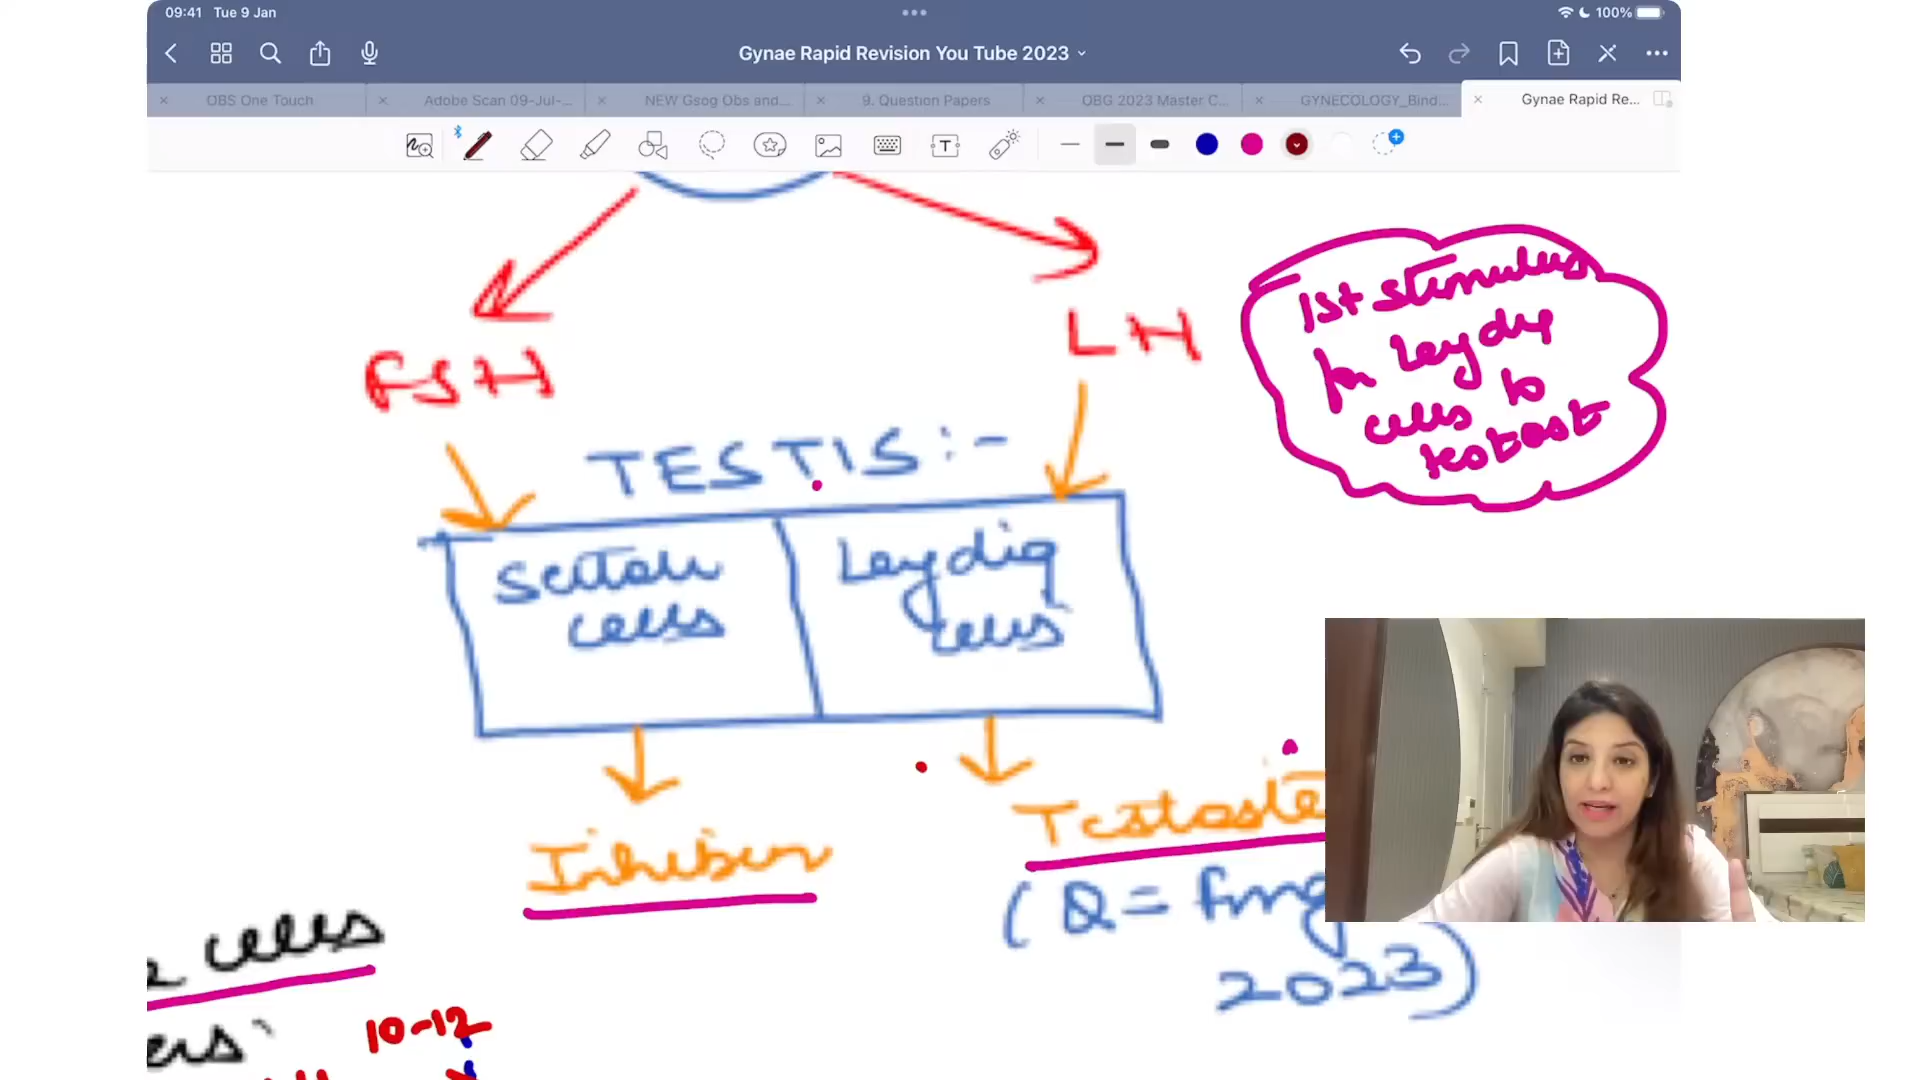 09:41 Tue 9 Jan
100%
Gynae Rapid Revision You Tube 2023
OBS One Touch
Adobe Scan 09-Jul-...
NEW Gsog Obs and...
9. Question Papers
OBG 2023 Master C...
GYNECOLOGY_Bind...
Gynae Rapid Re...
FSH
LH
1st stimulus
for Leydig
cells to
TESTIS:-
Sertoli
cells
Leydig
cells
Inhibin
Testoste
(Q = fmg
2023)
cells
10-12